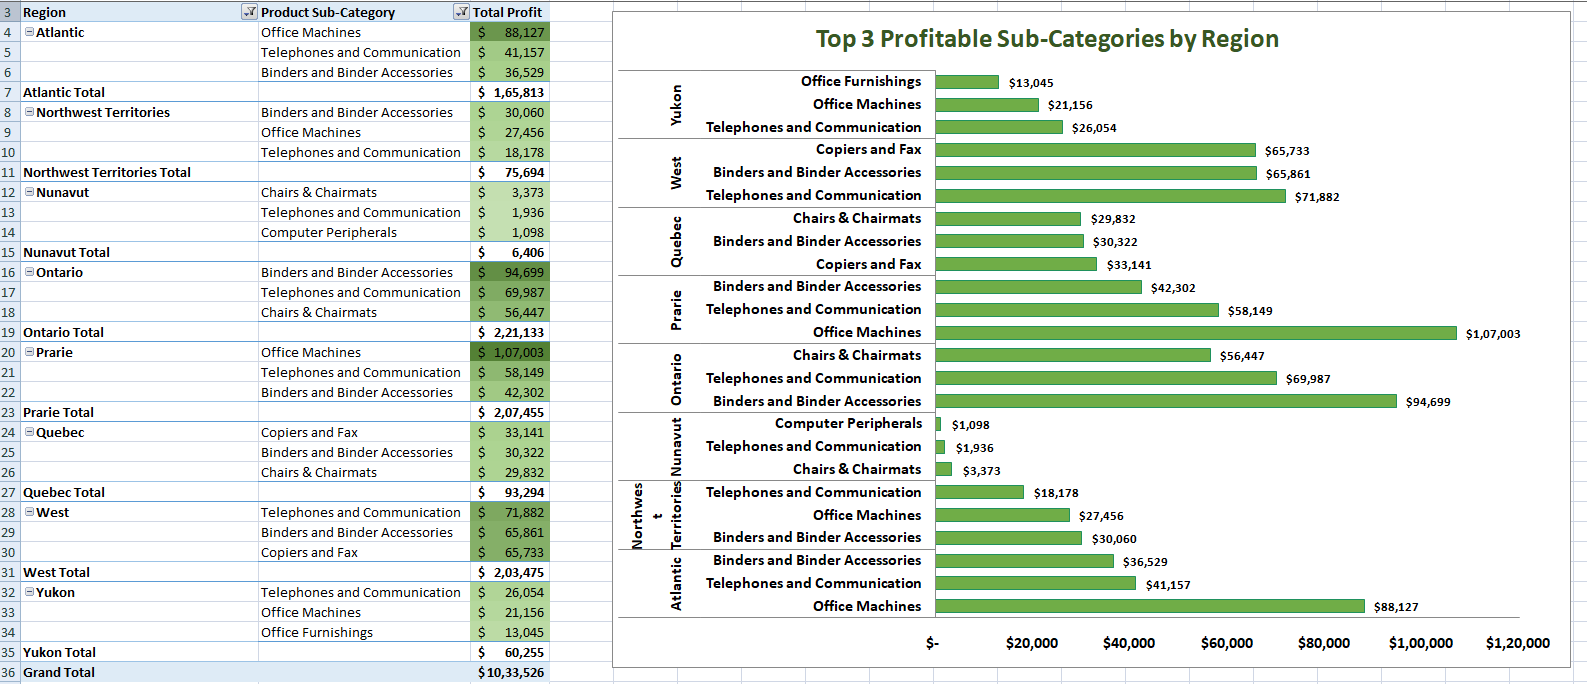 3 Region Product Sub-Category Total Profit
4 Atlantic Office Machines $ 88,127
5 Telephones and Communication $ 41,157
6 Binders and Binder Accessories $ 36,529
7 Atlantic Total $ 1,65,813
8 Northwest Territories Binders and Binder Accessories $ 30,060
9 Office Machines $ 27,456
10 Telephones and Communication $ 18,178
11 Northwest Territories Total $ 75,694
12 Nunavut Chairs & Chairmats $ 3,373
13 Telephones and Communication $ 1,936
14 Computer Peripherals $ 1,098
15 Nunavut Total $ 6,406
16 Ontario Binders and Binder Accessories $ 94,699
17 Telephones and Communication $ 69,987
18 Chairs & Chairmats $ 56,447
19 Ontario Total $ 2,21,133
20 Prarie Office Machines $ 1,07,003
21 Telephones and Communication $ 58,149
22 Binders and Binder Accessories $ 42,302
23 Prarie Total $ 2,07,455
24 Quebec Copiers and Fax $ 33,141
25 Binders and Binder Accessories $ 30,322
26 Chairs & Chairmats $ 29,832
27 Quebec Total $ 93,294
28 West Telephones and Communication $ 71,882
29 Binders and Binder Accessories $ 65,861
30 Copiers and Fax $ 65,733
31 West Total $ 2,03,475
32 Yukon Telephones and Communication $ 26,054
33 Office Machines $ 21,156
34 Office Furnishings $ 13,045
35 Yukon Total $ 60,255
36 Grand Total $10,33,526
Top 3 Profitable Sub-Categories by Region
Yukon
Office Furnishings $13,045
Office Machines $21,156
Telephones and Communication $26,054
West
Copiers and Fax $65,733
Binders and Binder Accessories $65,861
Telephones and Communication $71,882
Quebec
Chairs & Chairmats $29,832
Binders and Binder Accessories $30,322
Copiers and Fax $33,141
Prarie
Binders and Binder Accessories $42,302
Telephones and Communication $58,149
Office Machines $1,07,003
Ontario
Chairs & Chairmats $56,447
Telephones and Communication $69,987
Binders and Binder Accessories $94,699
Nunavut
Computer Peripherals $1,098
Telephones and Communication $1,936
Chairs & Chairmats $3,373
Northwes
t
Territories
Telephones and Communication $18,178
Office Machines $27,456
Binders and Binder Accessories $30,060
Atlantic
Binders and Binder Accessories $36,529
Telephones and Communication $41,157
Office Machines $88,127
$- $20,000 $40,000 $60,000 $80,000 $1,00,000 $1,20,000